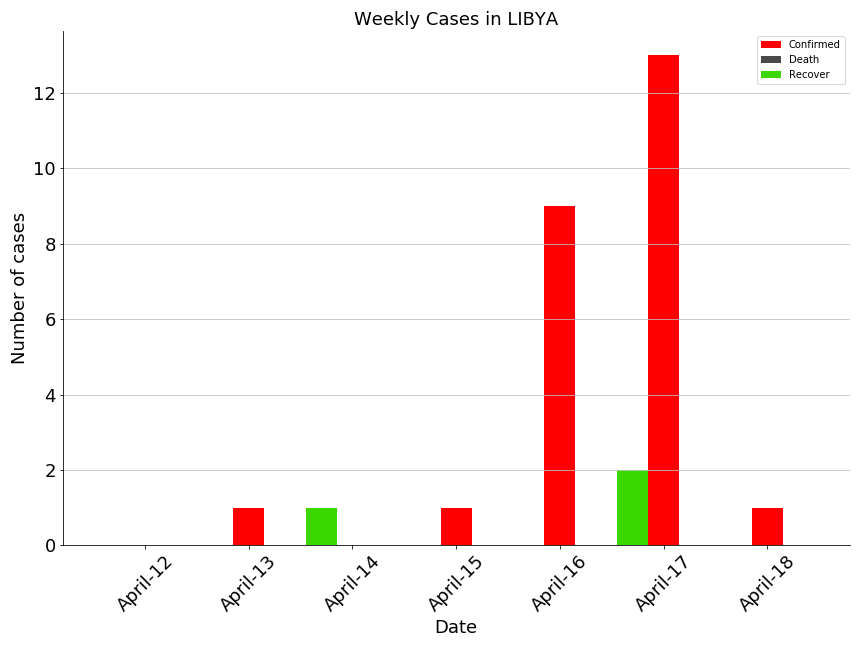 Weekly Cases in LIBYA
Confirmed
Death
Recover
12
10
8
6
4
2
0
Number of cases
April-12
April-13
April-14
April-15
April-16
April-17
April-18
Date